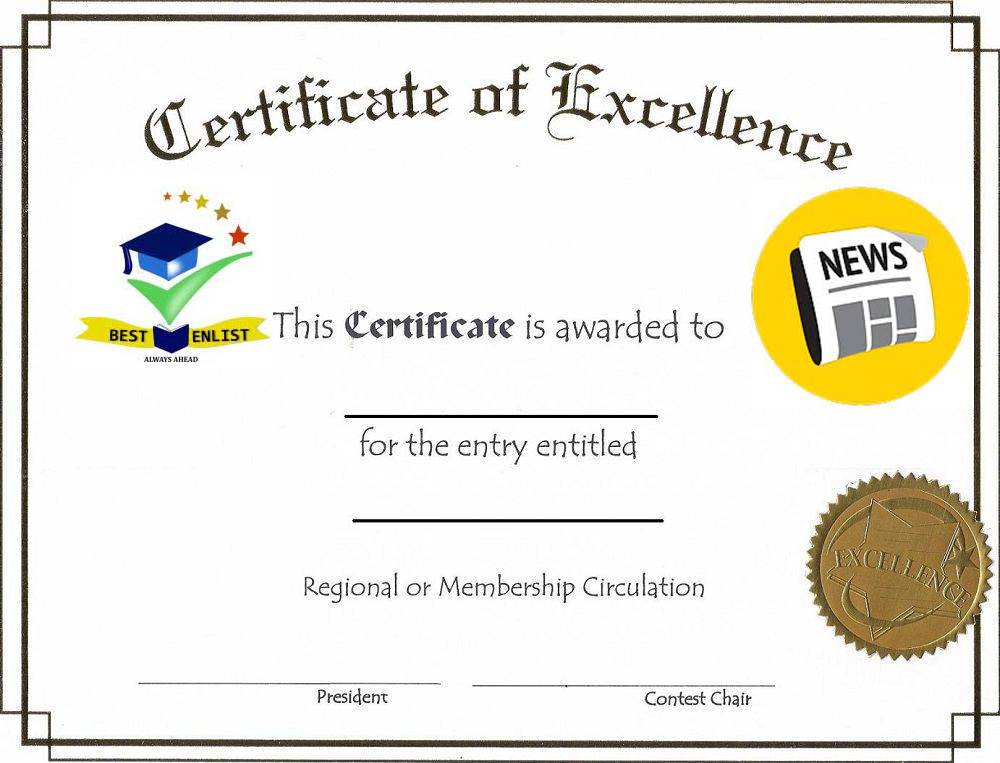 Certificate of Excellence
BEST ENLIST
ALWAYS AHEAD
NEWS
This Certificate is awarded to
for the entry entitled
EXCELLENCE
Regional or Membership Circulation
President
Contest Chair